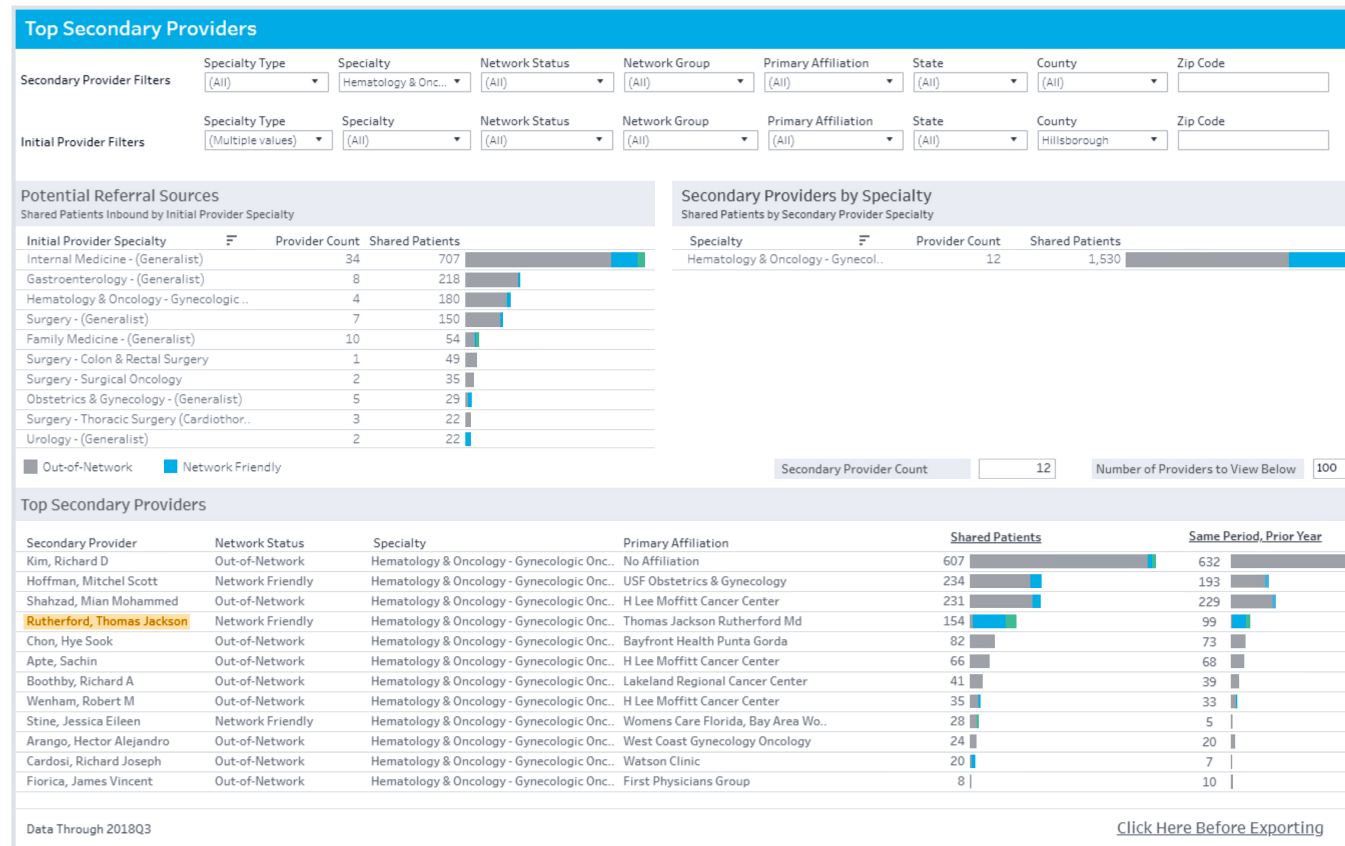 Top Secondary Providers
Specialty Type Specialty Network Status Network Group Primary Affiliation State County Zip Code
Secondary Provider Filters (All) Hematology & Onc... (All) (All) (All) (All) (All)
Specialty Type Specialty Network Status Network Group Primary Affiliation State County Zip Code
Initial Provider Filters (Multiple values) (All) (All) (All) (All) (All) Hillsborough
Potential Referral Sources
Shared Patients Inbound by Initial Provider Specialty
Initial Provider Specialty Provider Count Shared Patients
Internal Medicine - (Generalist) 34 707
Gastroenterology - (Generalist) 8 218
Hematology & Oncology - Gynecologic .. 4 180
Surgery - (Generalist) 7 150
Family Medicine - (Generalist) 10 54
Surgery - Colon & Rectal Surgery 1 49
Surgery - Surgical Oncology 2 35
Obstetrics & Gynecology - (Generalist) 5 29
Surgery - Thoracic Surgery (Cardiothor.. 3 22
Urology - (Generalist) 2 22
Out-of-Network Network Friendly
Secondary Providers by Specialty
Shared Patients by Secondary Provider Specialty
Specialty Provider Count Shared Patients
Hematology & Oncology - Gynecol.. 12 1,530
Secondary Provider Count 12 Number of Providers to View Below 100
Top Secondary Providers
Secondary Provider Network Status Specialty Primary Affiliation Shared Patients Same Period, Prior Year
Kim, Richard D Out-of-Network Hematology & Oncology - Gynecologic Onc.. No Affiliation 607 632
Hoffman, Mitchel Scott Network Friendly Hematology & Oncology - Gynecologic Onc.. USF Obstetrics & Gynecology 234 193
Shahzad, Mian Mohammed Out-of-Network Hematology & Oncology - Gynecologic Onc.. H Lee Moffitt Cancer Center 231 229
Rutherford, Thomas Jackson Network Friendly Hematology & Oncology - Gynecologic Onc.. Thomas Jackson Rutherford Md 154 99
Chon, Hye Sook Out-of-Network Hematology & Oncology - Gynecologic Onc.. Bayfront Health Punta Gorda 82 73
Apte, Sachin Out-of-Network Hematology & Oncology - Gynecologic Onc.. H Lee Moffitt Cancer Center 66 68
Boothby, Richard A Out-of-Network Hematology & Oncology - Gynecologic Onc.. Lakeland Regional Cancer Center 41 39
Wenham, Robert M Out-of-Network Hematology & Oncology - Gynecologic Onc.. H Lee Moffitt Cancer Center 35 33
Stine, Jessica Eileen Network Friendly Hematology & Oncology - Gynecologic Onc.. Womens Care Florida, Bay Area Wo.. 28 5
Arango, Hector Alejandro Out-of-Network Hematology & Oncology - Gynecologic Onc.. West Coast Gynecology Oncology 24 20
Cardosi, Richard Joseph Out-of-Network Hematology & Oncology - Gynecologic Onc.. Watson Clinic 20 7
Fiorica, James Vincent Out-of-Network Hematology & Oncology - Gynecologic Onc.. First Physicians Group 8 10
Data Through 2018Q3 Click Here Before Exporting